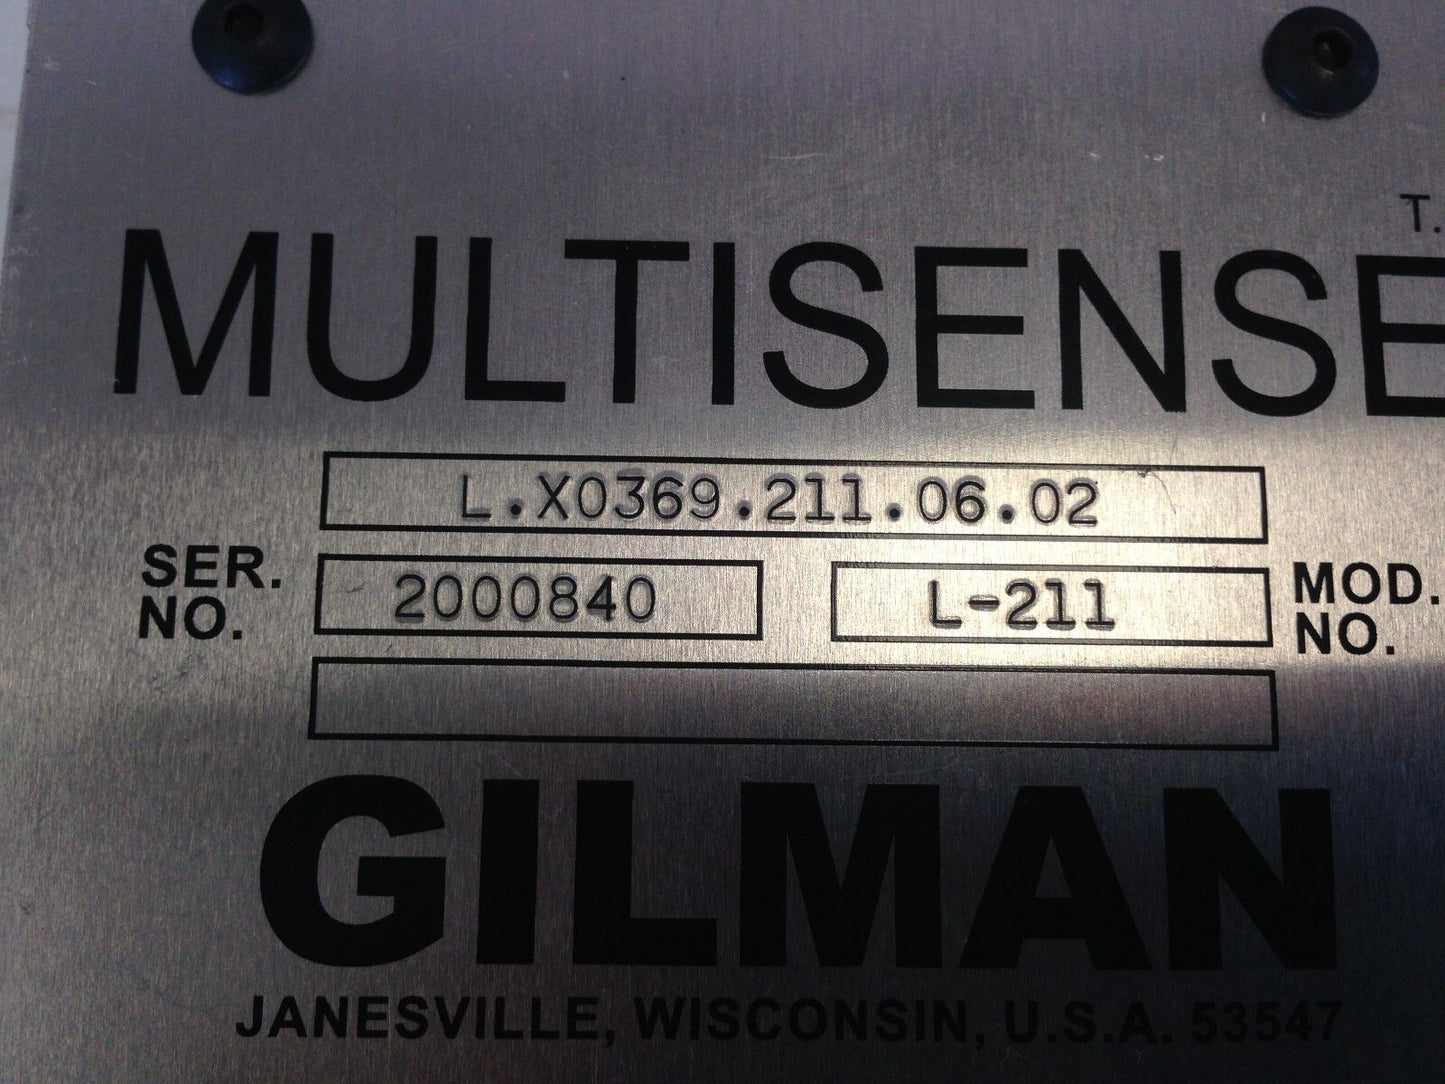 T.
MULTISENSE
L.X0369.211.06.02
SER. NO. 2000840 L-211 MOD. NO.
GILMAN
JANESVILLE, WISCONSIN, U.S.A. 53547